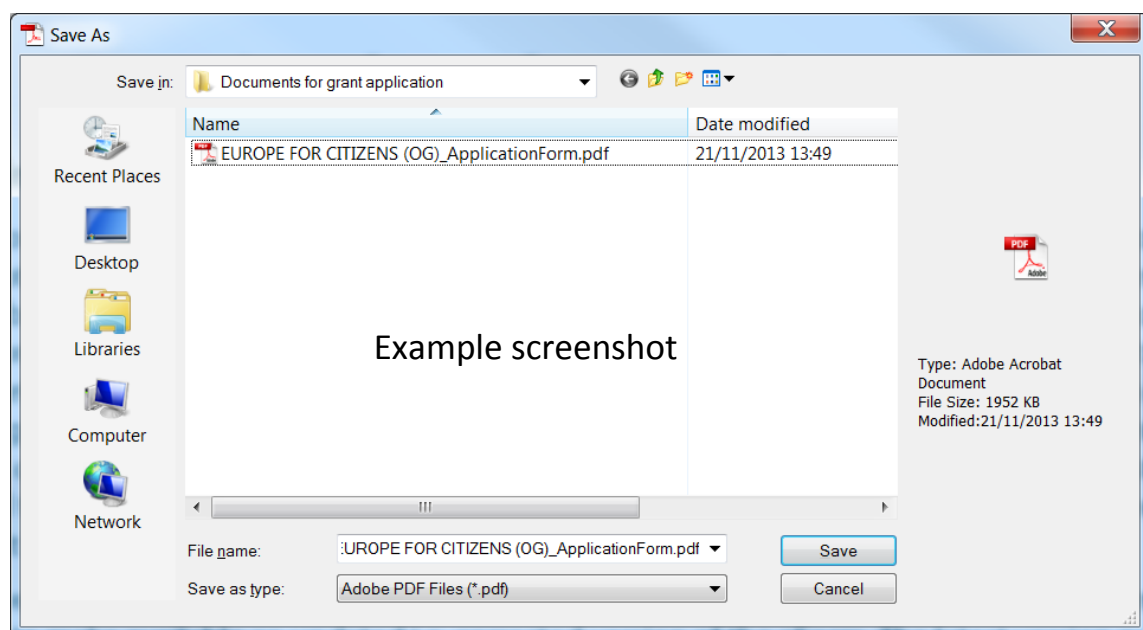 Save As
X
Save in:
Documents for grant application
Name
Date modified
EUROPE FOR CITIZENS (OG)_ApplicationForm.pdf
21/11/2013 13:49
Recent Places
Desktop
Libraries
Computer
Network
Example screenshot
PDF
Adobe
Type: Adobe Acrobat
Document
File Size: 1952 KB
Modified:21/11/2013 13:49
File name:
:UROPE FOR CITIZENS (OG)_ApplicationForm.pdf
Save
Save as type:
Adobe PDF Files (*.pdf)
Cancel